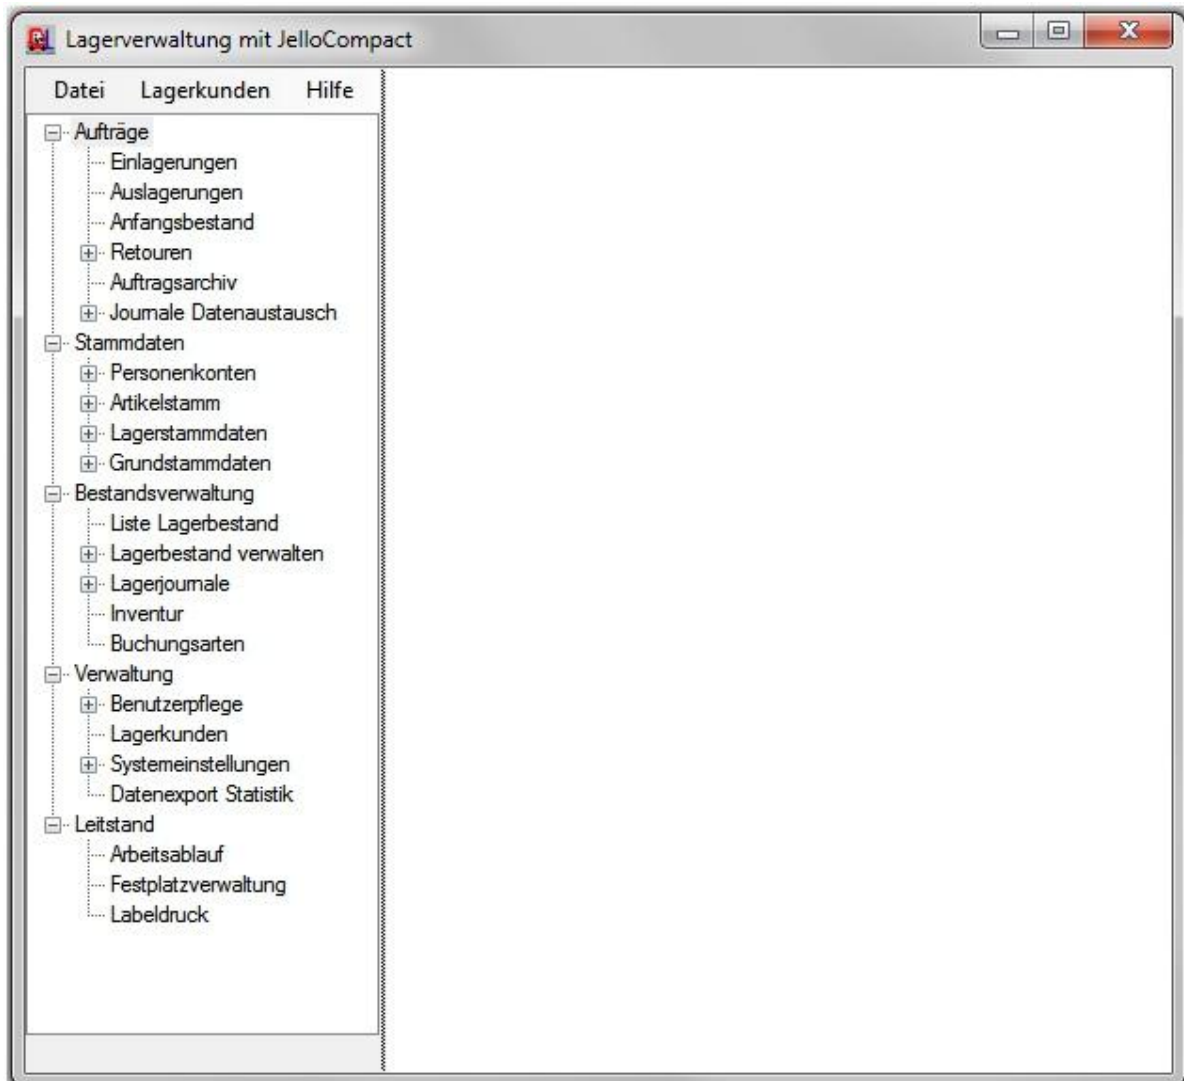 Lagerverwaltung mit JelloCompact
Datei Lagerkunden Hilfe
Aufträge
Einlagerungen
Auslagerungen
Anfangsbestand
Retouren
Auftragsarchiv
Journale Datenaustausch
Stammdaten
Personenkonten
Artikelstamm
Lagerstammdaten
Grundstammdaten
Bestandsverwaltung
Liste Lagerbestand
Lagerbestand verwalten
Lagerjournale
Inventur
Buchungsarten
Verwaltung
Benutzerpflege
Lagerkunden
Systemeinstellungen
Datenexport Statistik
Leitstand
Arbeitsablauf
Festplatzverwaltung
Labeldruck